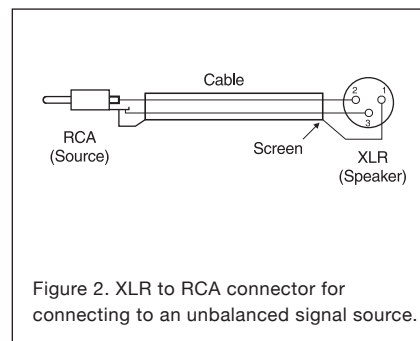 Cable
2 1
3
RCA
(Source)
Screen
XLR
(Speaker)
Figure 2. XLR to RCA connector for
connecting to an unbalanced signal source.